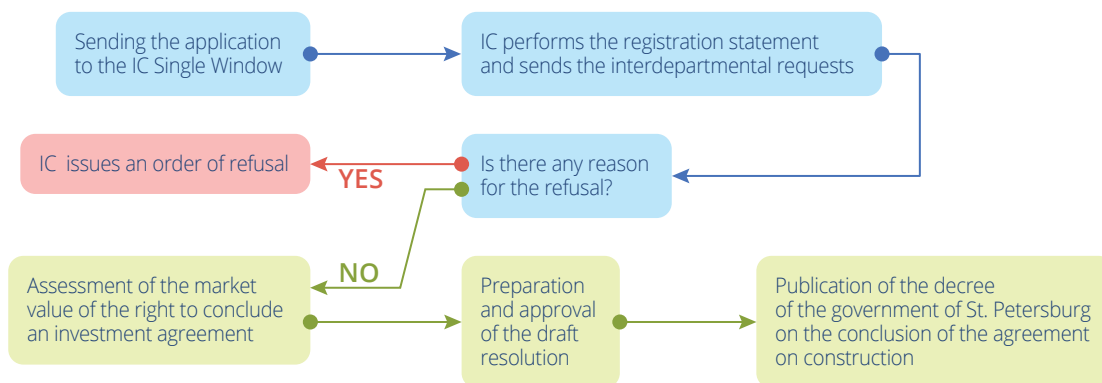 Sending the application
to the IC Single Window
IC performs the registration statement
and sends the interdepartmental requests
IC issues an order of refusal
YES
Is there any reason
for the refusal?
NO
Assessment of the market
value of the right to conclude
an investment agreement
Preparation
and approval
of the draft
resolution
Publication of the decree
of the government of St. Petersburg
on the conclusion of the agreement
on construction